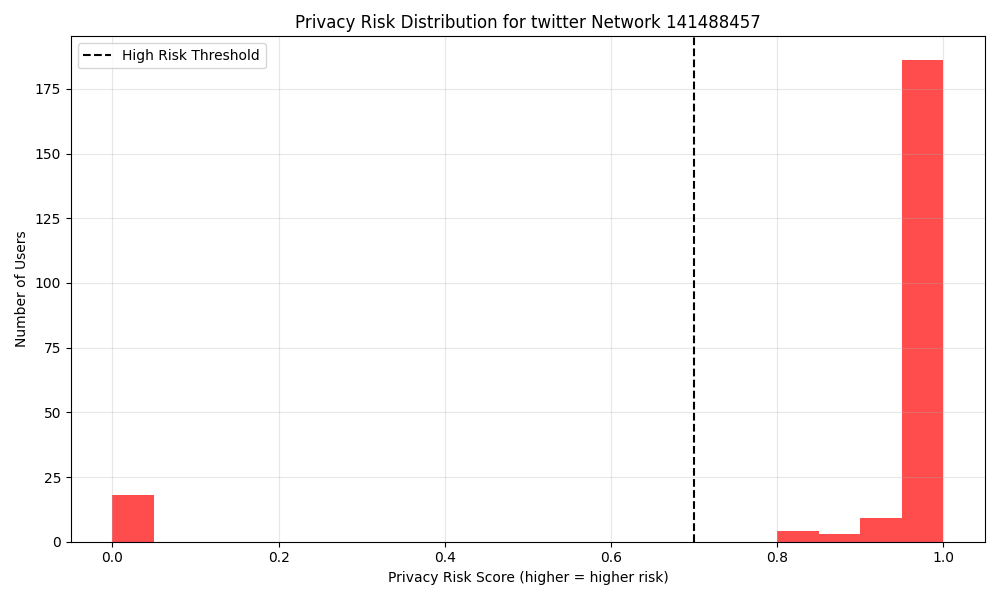 Privacy Risk Distribution for twitter Network 141488457
High Risk Threshold
175
150
125
100
75
50
25
0
Number of Users
0.0 0.2 0.4 0.6 0.8 1.0
Privacy Risk Score (higher = higher risk)